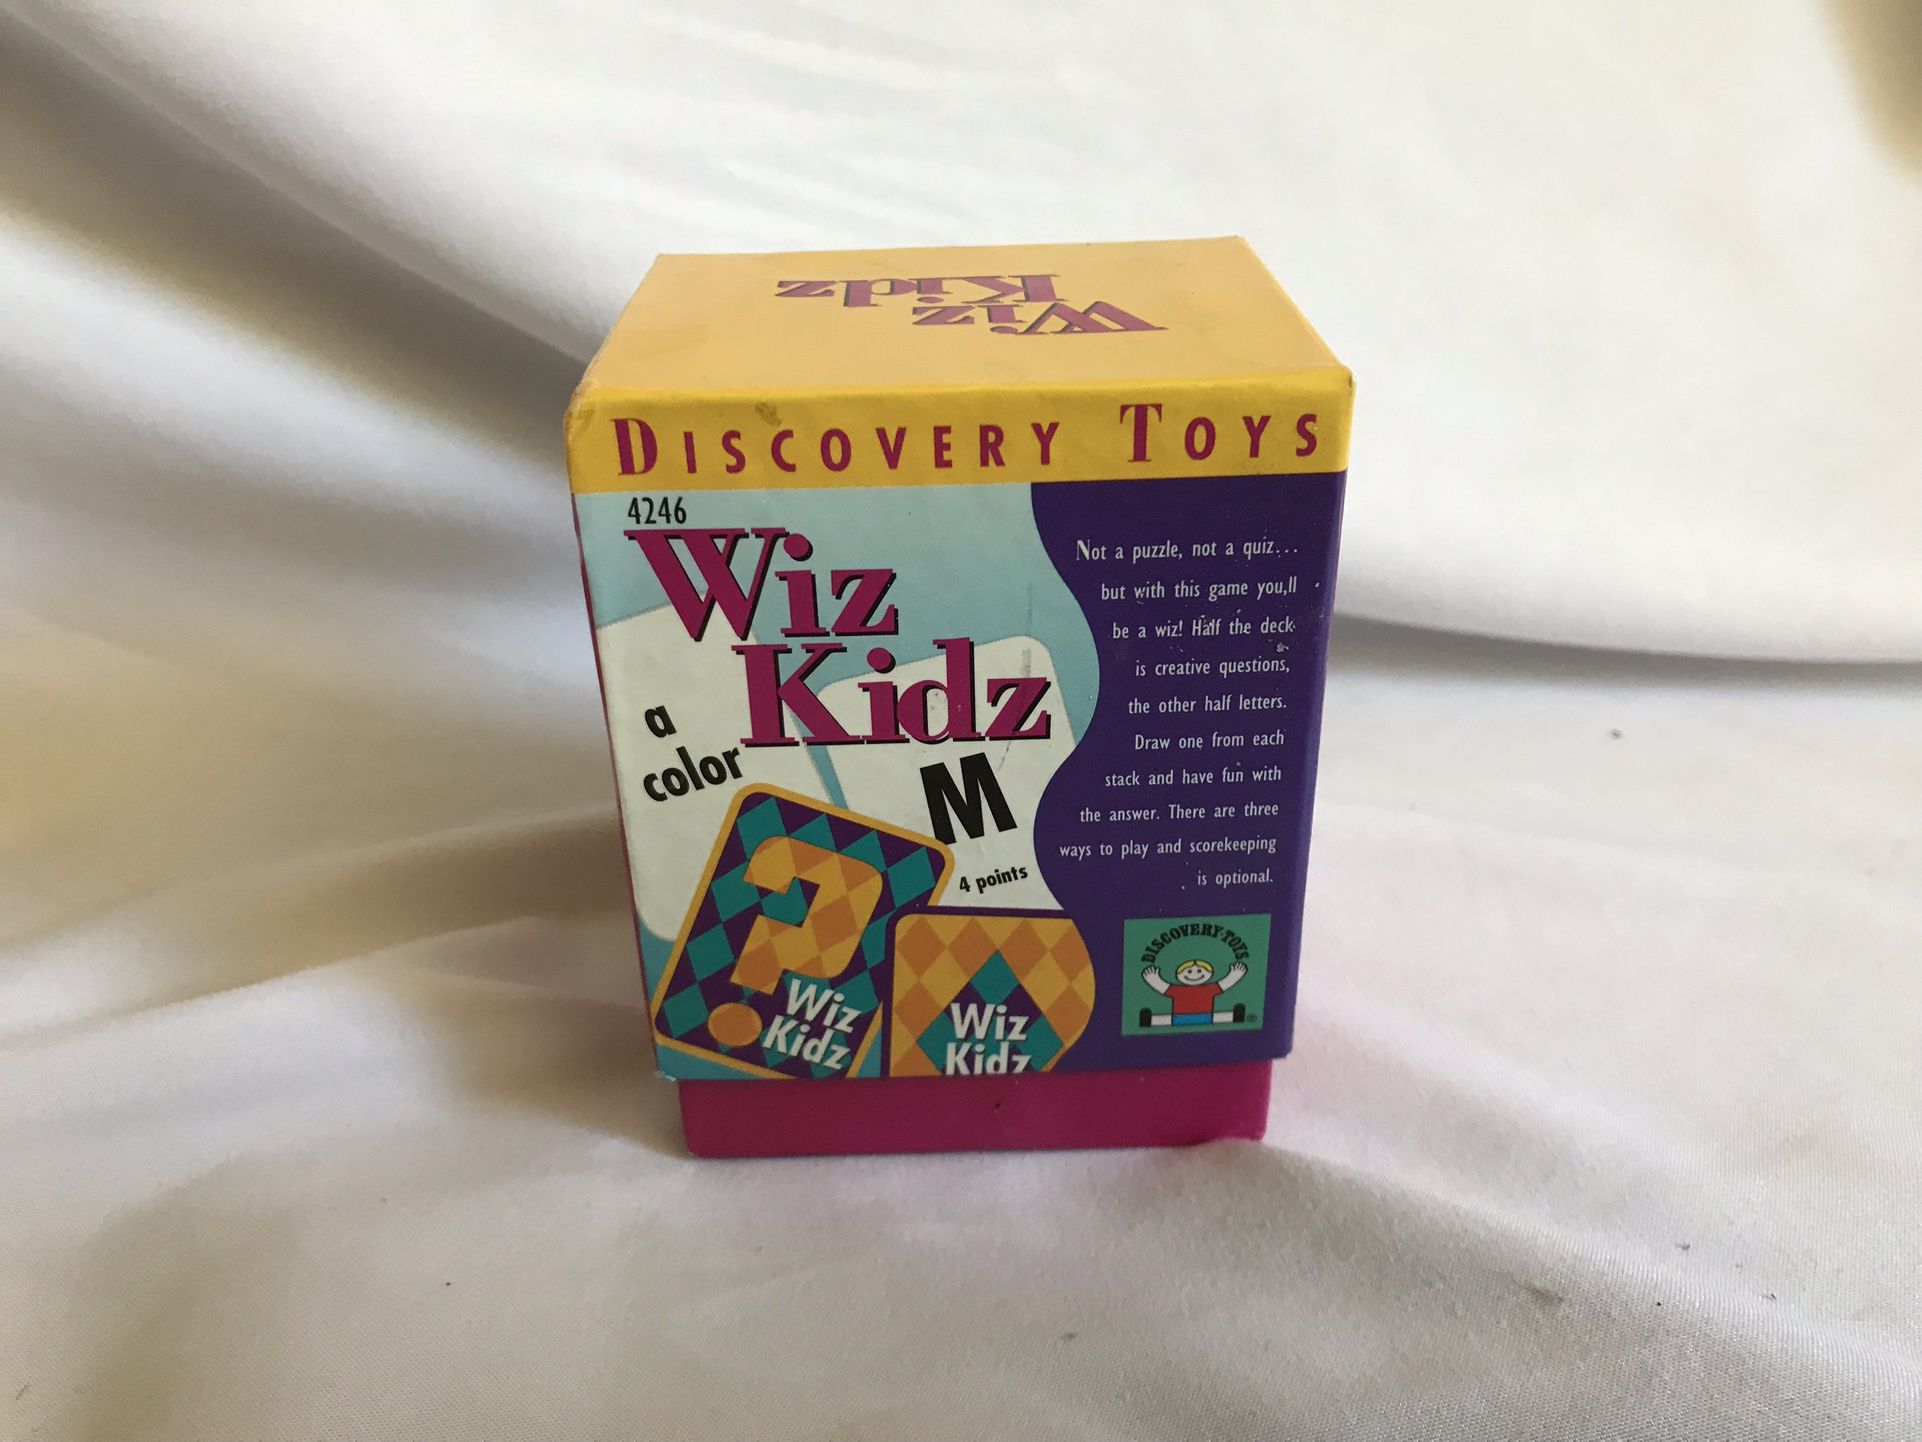 Wiz
Kidz
DISCOVERY TOYS
4246
Wiz
Kidz
a
color
M
4 points
Wiz
Kidz
Wiz
Kidz
Not a puzzle, not a quiz...
but with this game you,ll
be a wiz! Half the deck
is creative questions,
the other half letters.
Draw one from each
stack and have fun with
the answer. There are three
ways to play and scorekeeping
is optional.
DISCOVERY·TOYS
®